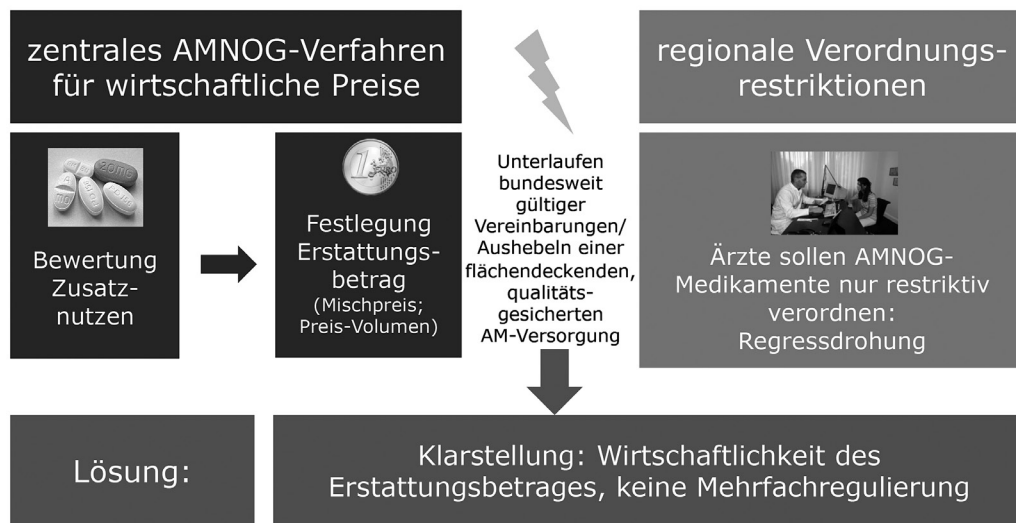 zentrales AMNOG-Verfahren
für wirtschaftliche Preise
Bewertung
Zusatz-
nutzen
20mg
1
Festlegung
Erstattungs-
betrag
(Mischpreis;
Preis-Volumen)
Unterlaufen
bundesweit
gültiger
Vereinbarungen/
Aushebeln einer
flächendeckenden,
qualitäts-
gesicherten
AM-Versorgung
regionale Verordnungs-
restriktionen
Ärzte sollen AMNOG-
Medikamente nur restriktiv
verordnen:
Regressdrohung
Lösung:
Klarstellung: Wirtschaftlichkeit des
Erstattungsbetrages, keine Mehrfachregulierung